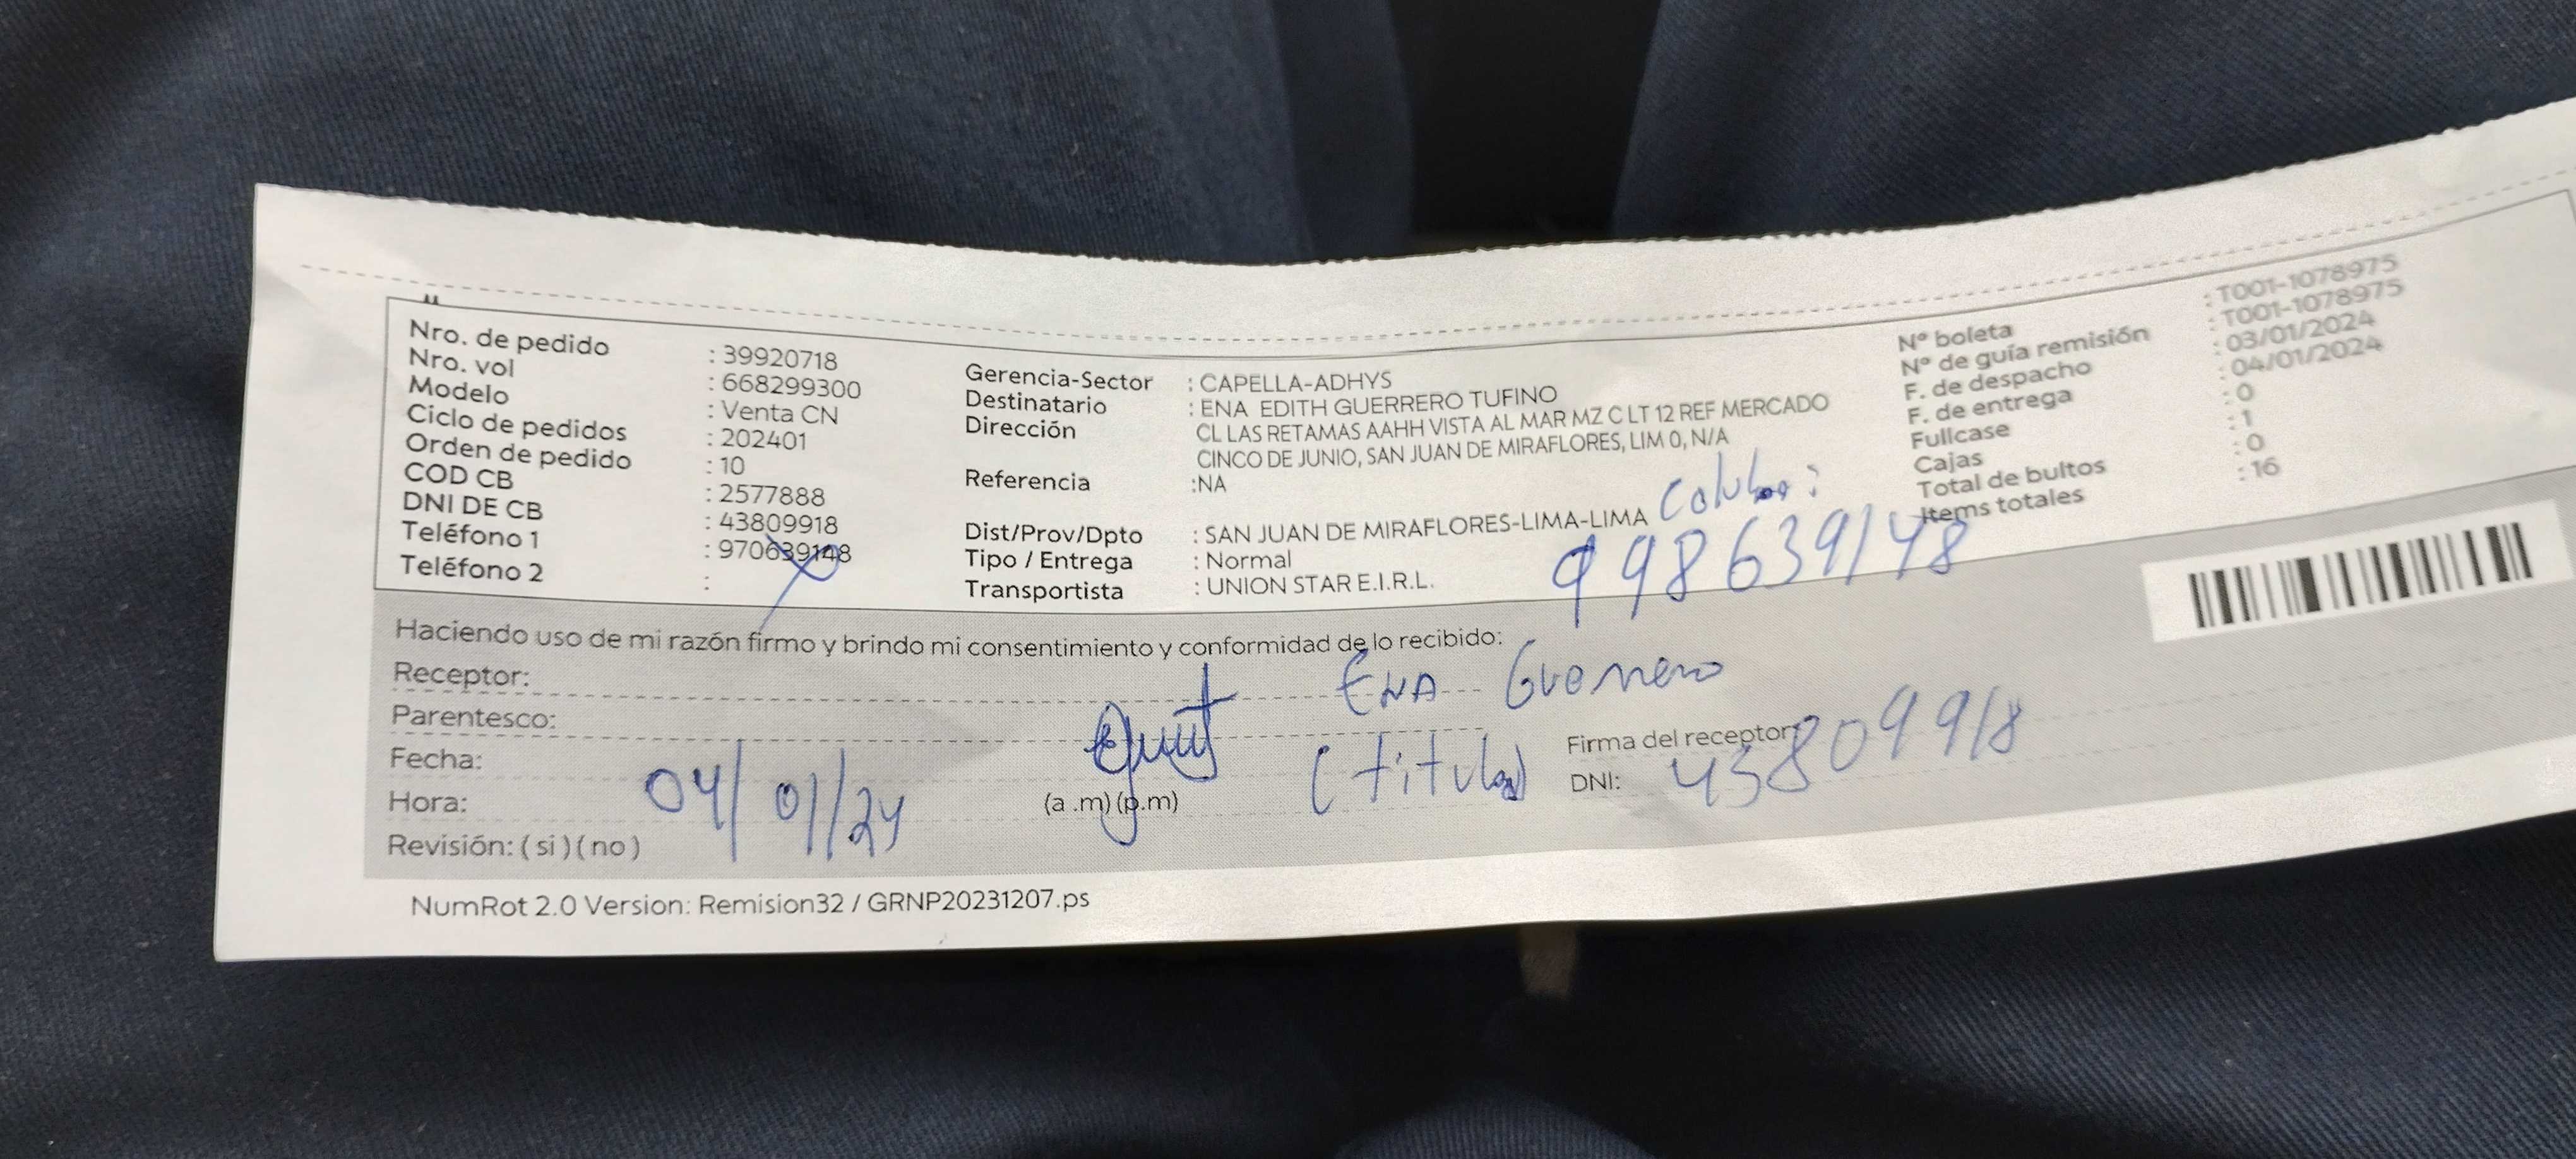 Nro. de pedido : 39920718
Nro. vol : 668299300
Modelo : Venta CN
Ciclo de pedidos : 202401
Orden de pedido : 10
COD CB : 2577888
DNI DE CB : 43809918
Teléfono 1 : 970639148
Teléfono 2 :
Gerencia-Sector : CAPELLA-ADHYS
Destinatario : ENA EDITH GUERRERO TUFINO
Dirección : CL LAS RETAMAS AAHH VISTA AL MAR MZ C LT 12 REF MERCADO
CINCO DE JUNIO, SAN JUAN DE MIRAFLORES, LIM 0, N/A
Referencia :NA
Dist/Prov/Dpto : SAN JUAN DE MIRAFLORES-LIMA-LIMA
Tipo / Entrega : Normal
Transportista : UNION STAR E.I.R.L.
998639148
N° boleta : T001-1078975
N° de guía remisión : T001-1078975
F. de despacho : 03/01/2024
F. de entrega : 04/01/2024
Fullcase : 0
Cajas : 1
Total de bultos : 0
Items totales : 16
Haciendo uso de mi razón firmo y brindo mi consentimiento y conformidad de lo recibido:
Receptor: ENA Guerrero
Parentesco: (titular)
Fecha: 04/01/24
Hora: (a .m) (p.m)
Revisión: ( si ) ( no )
Firma del receptor:
DNI: 43809918
NumRot 2.0 Version: Remision32 / GRNP20231207.ps